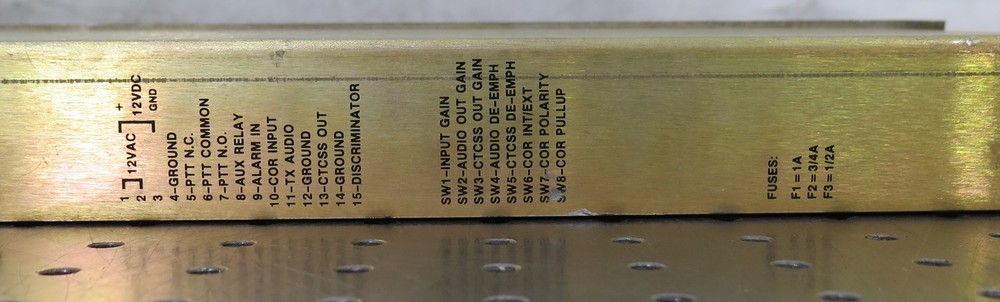 1 ] 12VAC ] + 12VDC
2
3 GND
4-GROUND
5-PTT N.C.
6-PTT COMMON
7-PTT N.O.
8-AUX RELAY
9-ALARM IN
10-COR INPUT
11-TX AUDIO
12-GROUND
13-CTCSS OUT
14-GROUND
15-DISCRIMINATOR
SW1-INPUT GAIN
SW2-AUDIO OUT GAIN
SW3-CTCSS OUT GAIN
SW4-AUDIO DE-EMPH
SW5-CTCSS DE-EMPH
SW6-COR INT/EXT
SW7-COR POLARITY
SW8-COR PULLUP
FUSES:
F1=1A
F2=3/4A
F3=1/2A